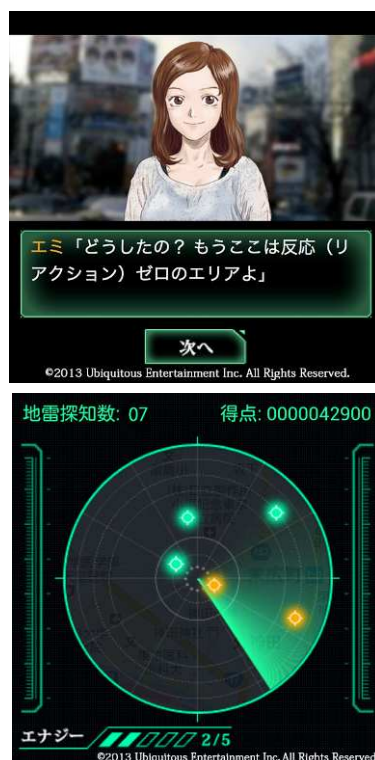 エミ「どうしたの? もうここは反応（リ
アクション）ゼロのエリアよ」
次へ
©2013 Ubiquitous Entertainment Inc. All Rights Reserved.
地雷探知数: 07 得点: 0000042900
エナジー 2/5
©2013 Ubiquitous Entertainment Inc. All Rights Reserved